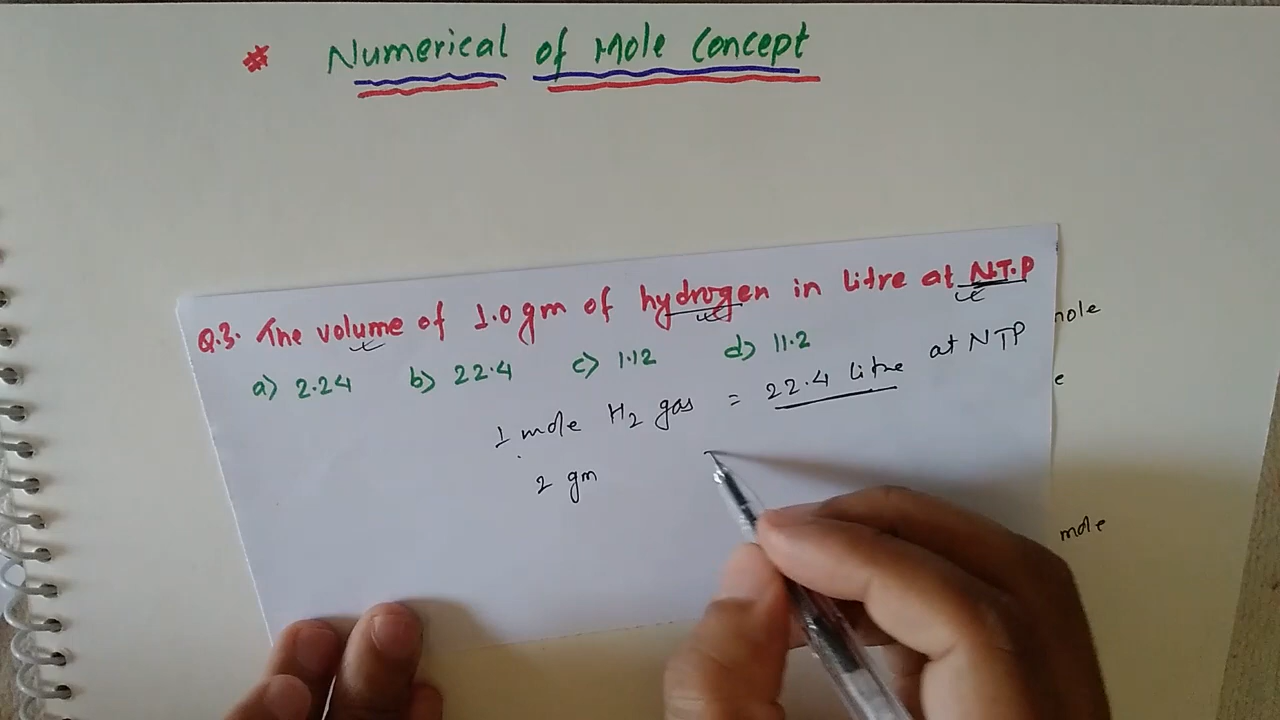 * Numerical of Mole Concept
Q.3. The volume of 1.0 gm of hydrogen in litre at N.T.P
a) 2.24 b) 22.4 c) 1.12 d) 11.2
1 mole H₂ gas = 22.4 litre at NTP
2 gm
mole